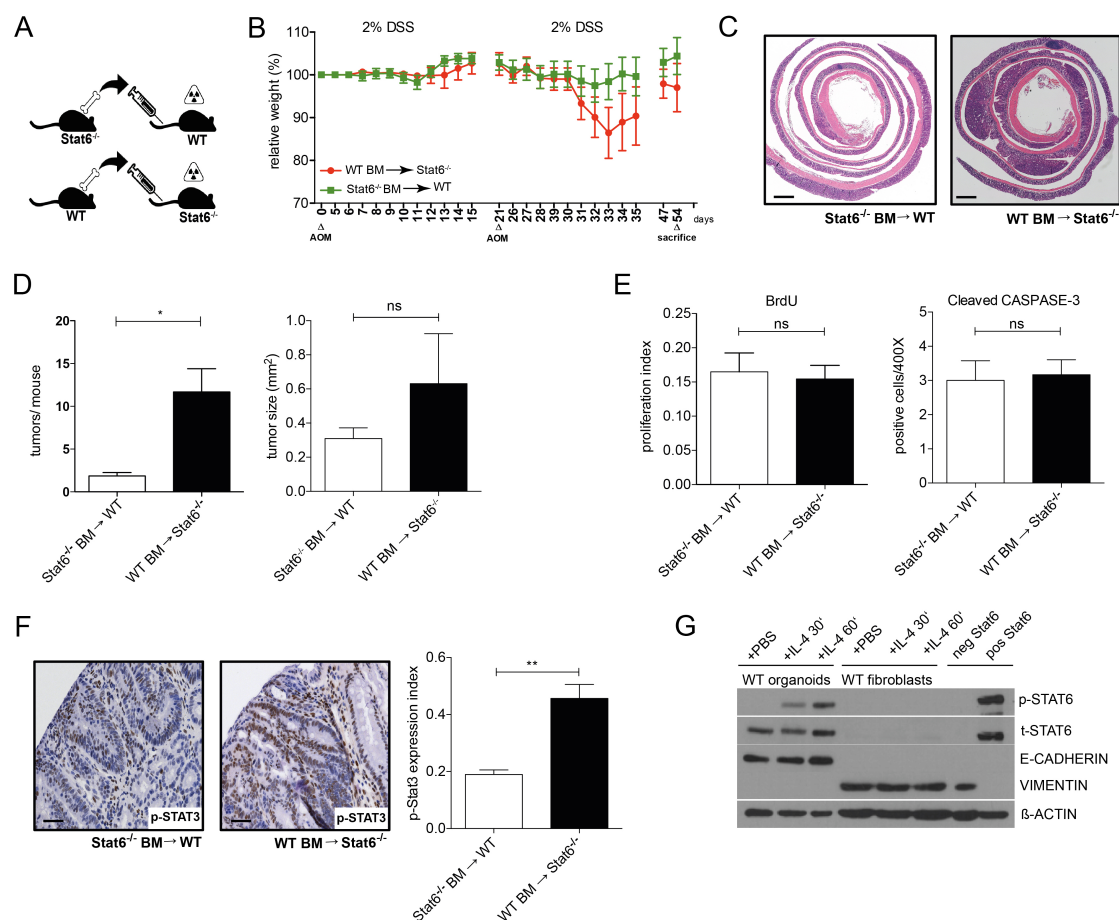 A
Stat6-/-
WT
WT
Stat6-/-
B
2% DSS
2% DSS
relative weight (%)
110
100
90
80
70
WT BM → Stat6-/-
Stat6-/- BM → WT
0 5 6 7 8 9 10 11 12 13 14 15 21 26 27 28 39 30 31 32 33 34 35 47 54 days
Δ Δ Δ
AOM AOM sacrifice
C
Stat6-/- BM → WT
WT BM → Stat6-/-
D
tumors/ mouse
20
15
10
5
0
*
Stat6-/- BM → WT
WT BM → Stat6-/-
tumor size (mm2)
1.0
0.8
0.6
0.4
0.2
0.0
ns
Stat6-/- BM → WT
WT BM → Stat6-/-
E
BrdU
proliferation index
0.25
0.20
0.15
0.10
0.05
0.00
ns
Stat6-/- BM → WT
WT BM → Stat6-/-
Cleaved CASPASE-3
positive cells/400X
5
4
3
2
1
0
ns
Stat6-/- BM → WT
WT BM → Stat6-/-
F
p-STAT3
Stat6-/- BM → WT
p-STAT3
WT BM → Stat6-/-
p-Stat3 expression index
0.6
0.4
0.2
0.0
**
Stat6-/- BM → WT
WT BM → Stat6-/-
G
+PBS
+IL-4 30'
+IL-4 60'
+PBS
+IL-4 30'
+IL-4 60'
neg Stat6
pos Stat6
WT organoids WT fibroblasts
p-STAT6
t-STAT6
E-CADHERIN
VIMENTIN
ß-ACTIN